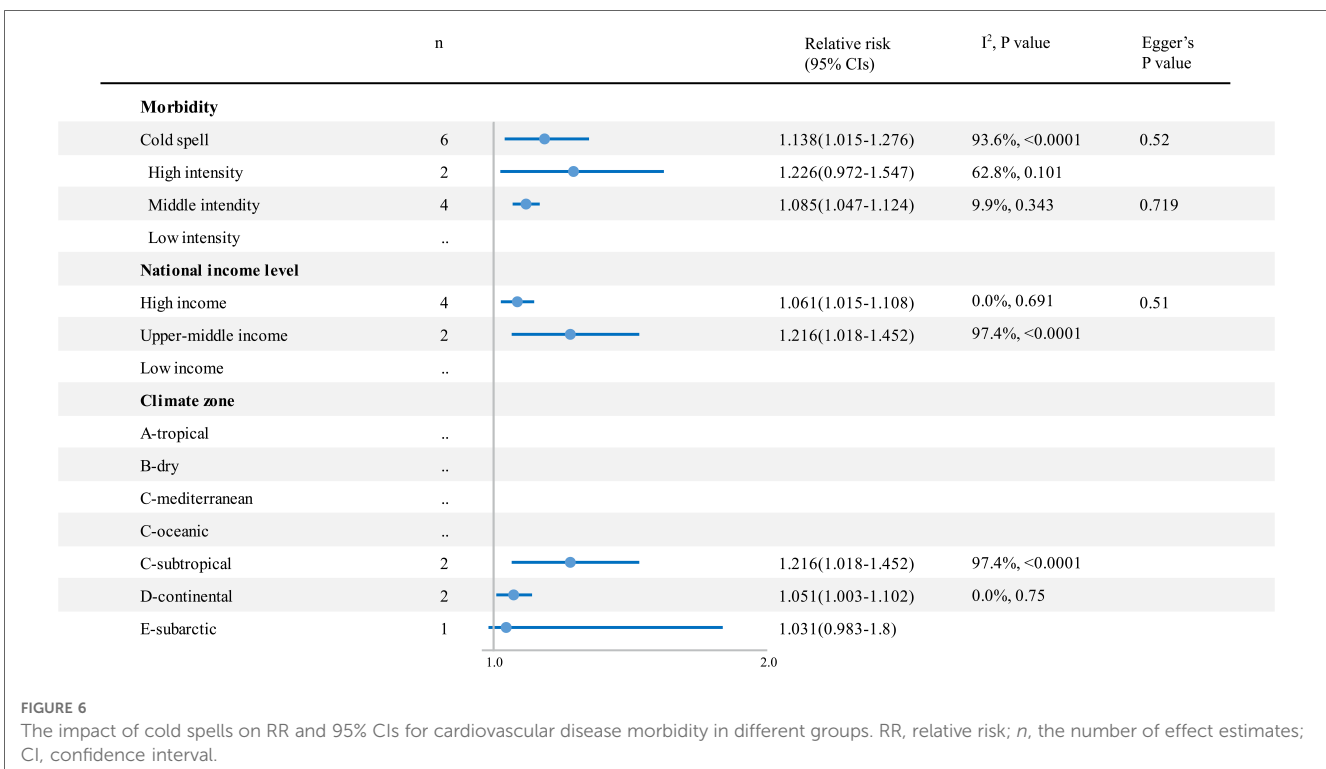 n Relative risk I², P value Egger’s
(95% CIs) P value
Morbidity
Cold spell 6 1.138(1.015-1.276) 93.6%, <0.0001 0.52
High intensity 2 1.226(0.972-1.547) 62.8%, 0.101
Middle intendity 4 1.085(1.047-1.124) 9.9%, 0.343 0.719
Low intensity ..
National income level
High income 4 1.061(1.015-1.108) 0.0%, 0.691 0.51
Upper-middle income 2 1.216(1.018-1.452) 97.4%, <0.0001
Low income ..
Climate zone
A-tropical ..
B-dry ..
C-mediterranean ..
C-oceanic ..
C-subtropical 2 1.216(1.018-1.452) 97.4%, <0.0001
D-continental 2 1.051(1.003-1.102) 0.0%, 0.75
E-subarctic 1 1.031(0.983-1.8)
1.0 2.0
FIGURE 6
The impact of cold spells on RR and 95% CIs for cardiovascular disease morbidity in different groups. RR, relative risk; n, the number of effect estimates;
CI, confidence interval.